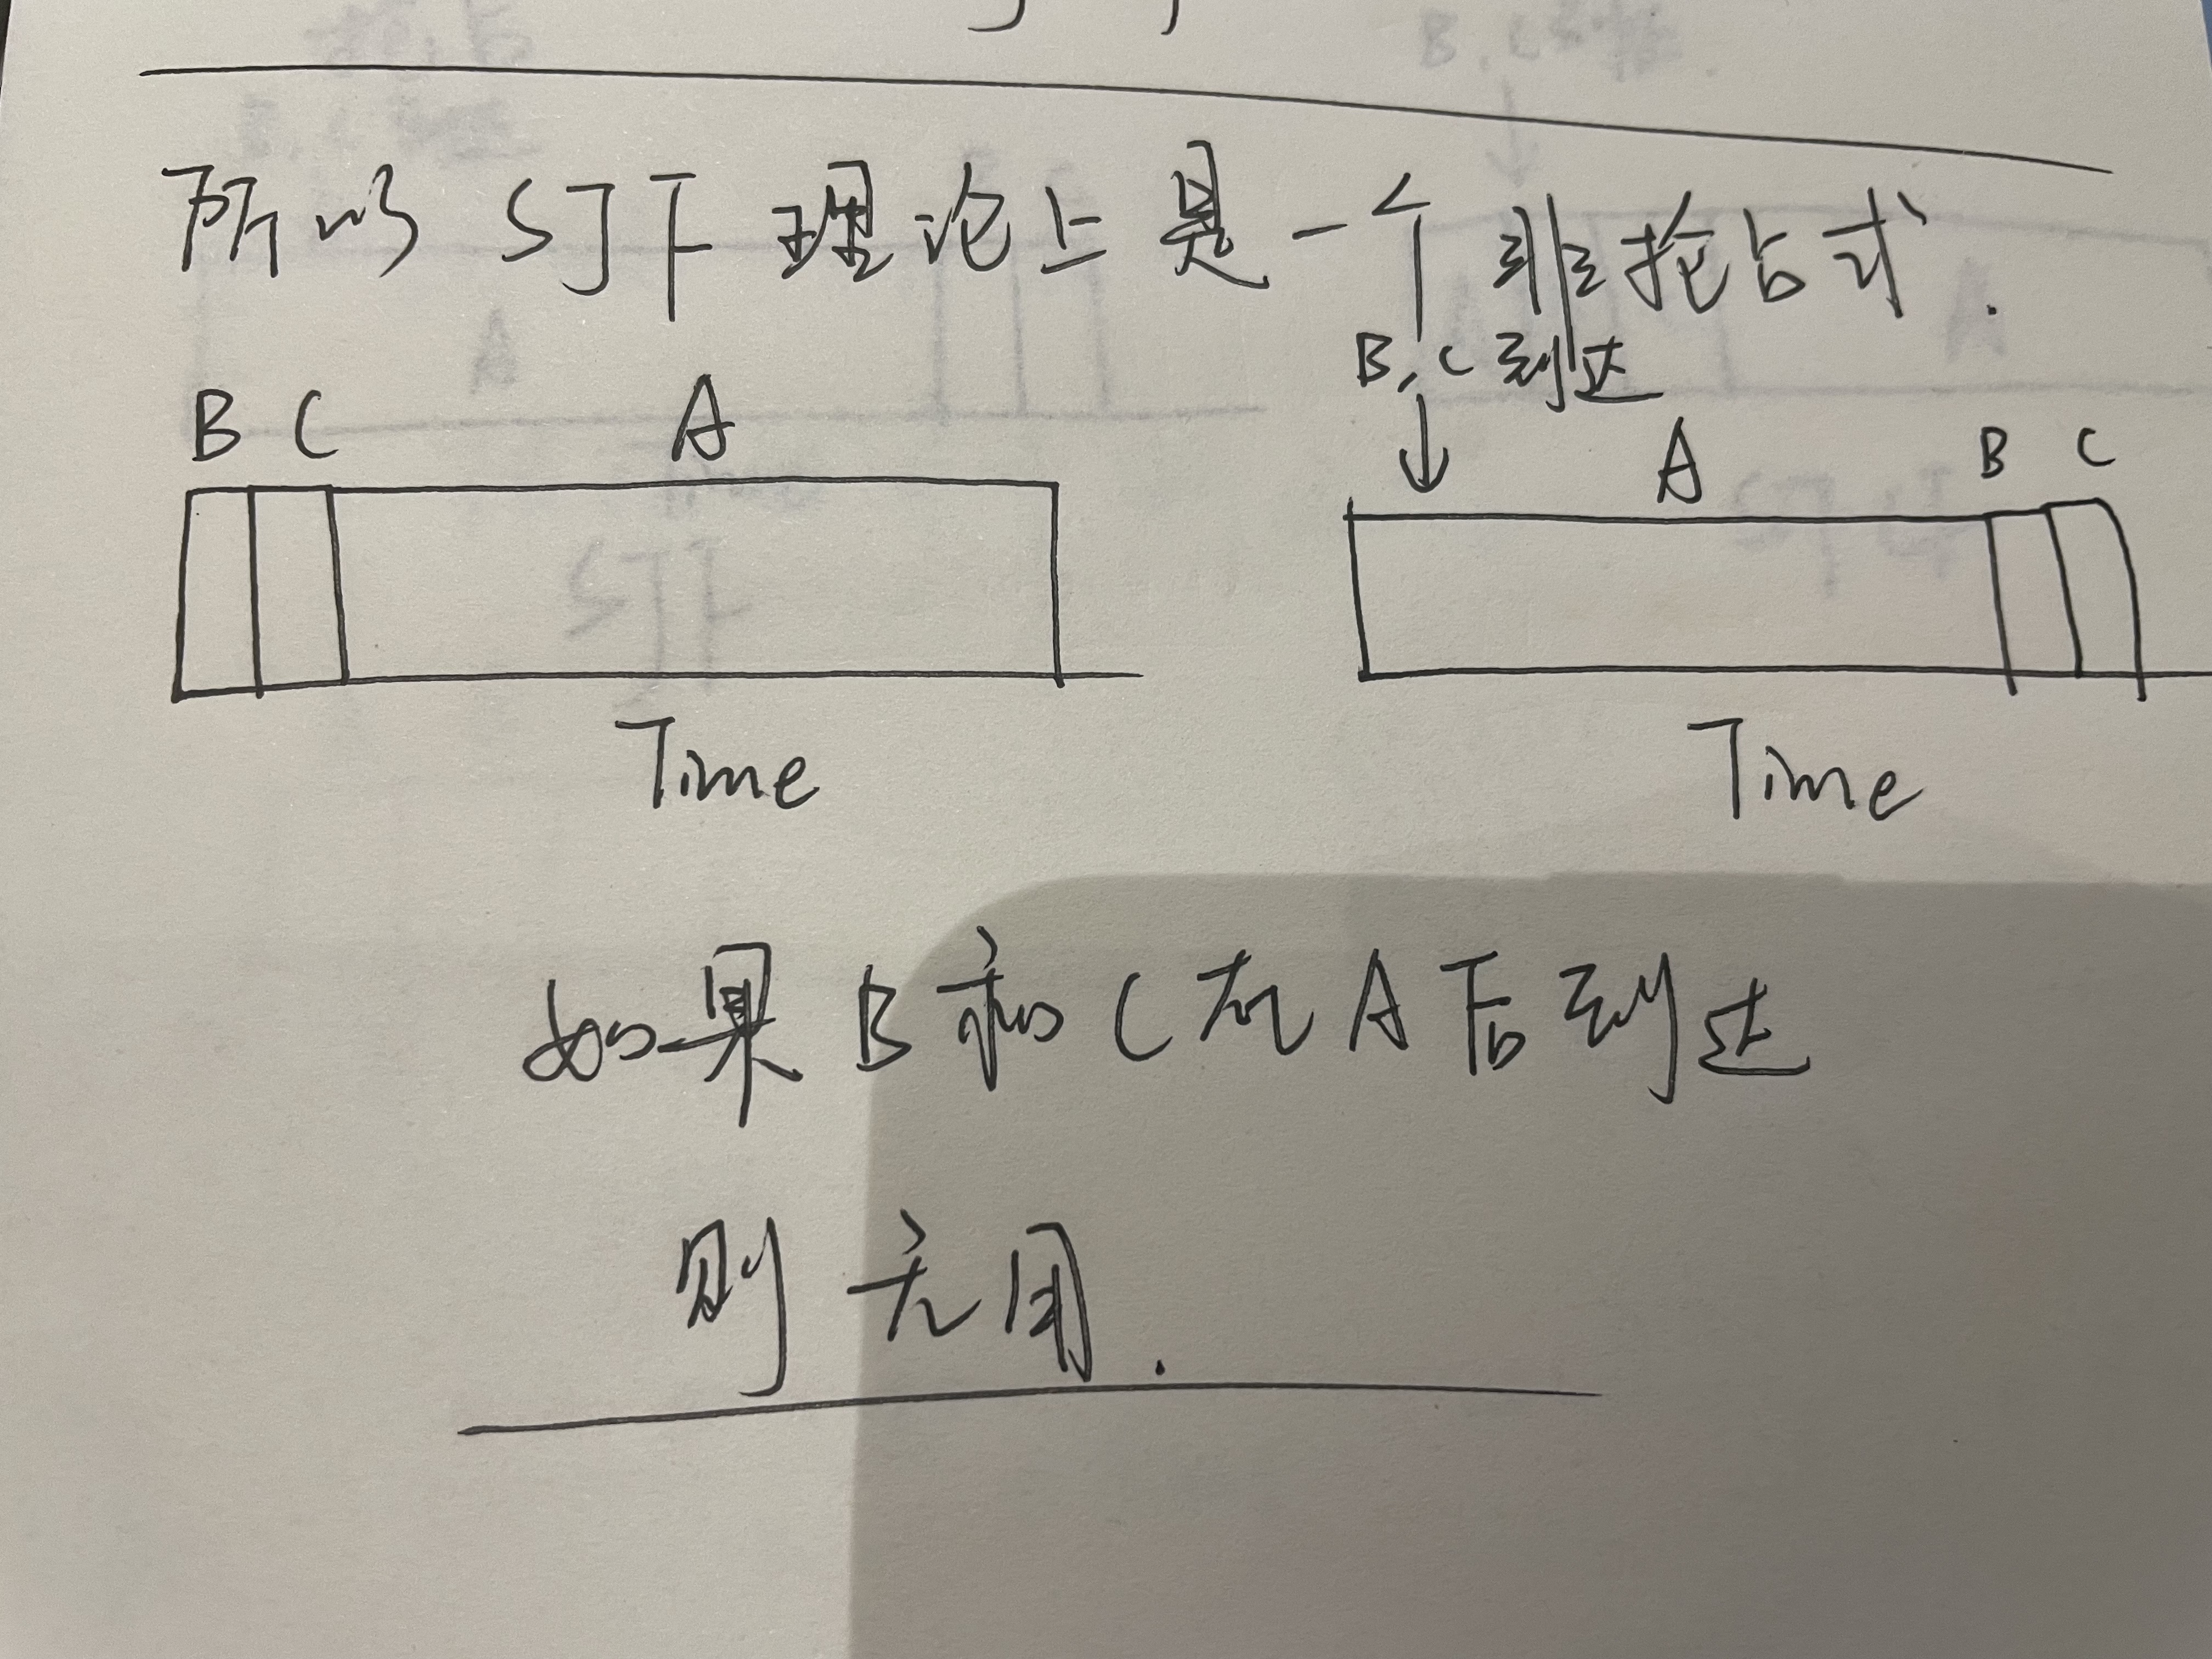 所以 SJF 理论上是一个非抢占式.
B C A
B, C 到达
A B C
Time
Time
如果 B 和 C 在 A 后到达
则无用.